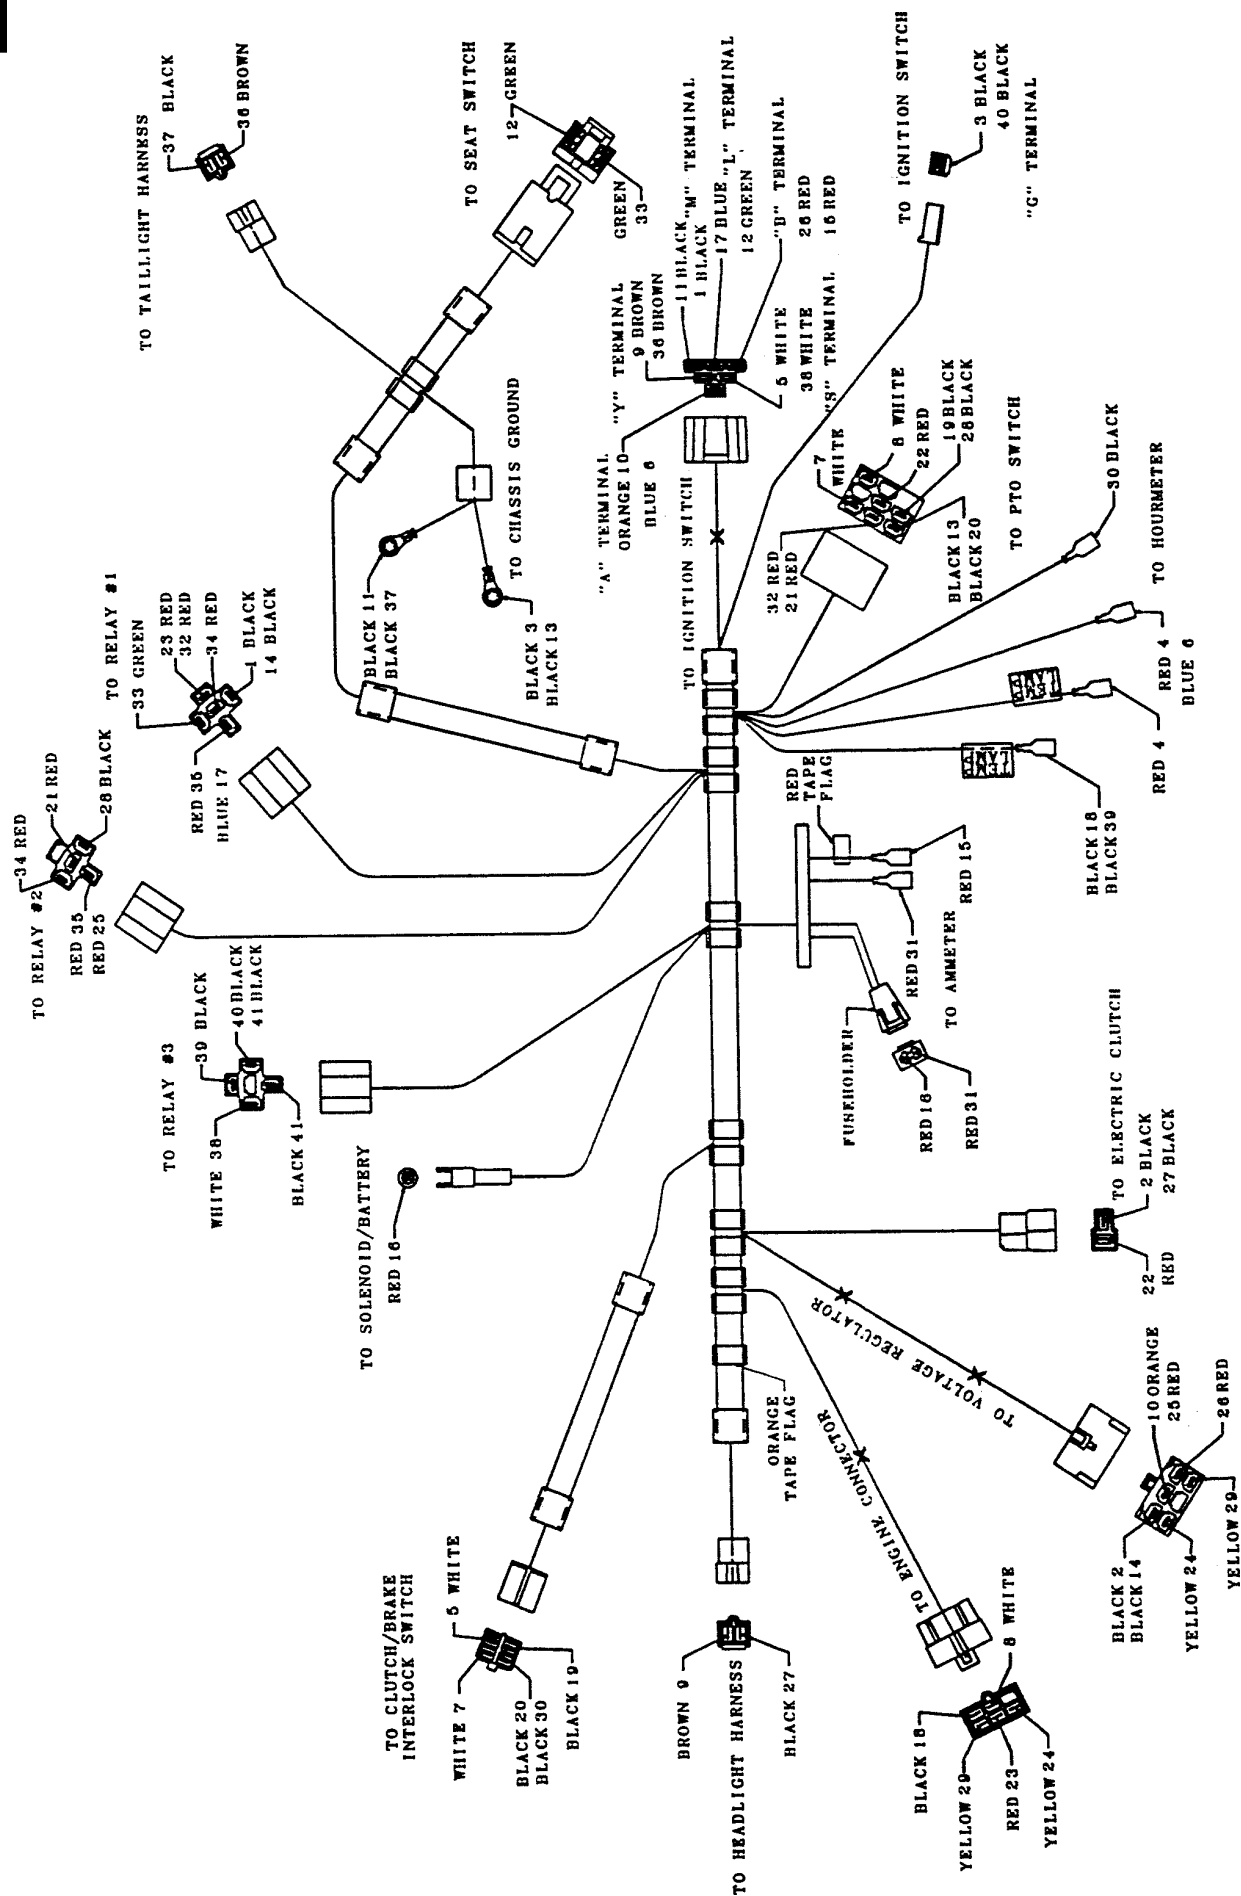 TO TAILLIGHT HARNESS
37 BLACK
36 BROWN
TO SEAT SWITCH
12 GREEN
GREEN
33
TO CHASSIS GROUND
BLACK 11
BLACK 37
BLACK 3
BLACK 13
TO RELAY #1
33 GREEN
23 RED
32 RED
34 RED
1 BLACK
14 BLACK
RED 35
BLUE 17
TO RELAY #2
34 RED
21 RED
28 BLACK
RED 35
RED 25
TO RELAY #3
39 BLACK
40 BLACK
41 BLACK
WHITE 38
BLACK 41
TO SOLENOID/BATTERY
RED 16
TO CLUTCH/BRAKE
INTERLOCK SWITCH
WHITE 7
5 WHITE
BLACK 20
BLACK 30
BLACK 19
TO HEADLIGHT HARNESS
BROWN 9
BLACK 27
ORANGE
TAPE FLAG
TO ENGINE CONNECTOR
BLACK 18
8 WHITE
YELLOW 29
RED 23
YELLOW 24
TO VOLTAGE REGULATOR
10 ORANGE
25 RED
26 RED
BLACK 2
BLACK 14
YELLOW 24
YELLOW 29
TO ELECTRIC CLUTCH
2 BLACK
27 BLACK
22
RED
FUSEHOLDER
RED 16
RED 31
TO AMMETER
RED 31
RED 15
RED
TAPE
FLAG
TEMP
LAMP
BLACK 18
BLACK 39
TEMP
LAMP
RED 4
TO HOURMETER
RED 4
BLUE 6
30 BLACK
TO PTO SWITCH
7
WHITE
8 WHITE
22 RED
19 BLACK
28 BLACK
32 RED
21 RED
BLACK 13
BLACK 20
TO IGNITION SWITCH
"A" TERMINAL
ORANGE 10
BLUE 6
"Y" TERMINAL
9 BROWN
36 BROWN
11 BLACK "M" TERMINAL
1 BLACK
17 BLUE "L" TERMINAL
12 GREEN
"B" TERMINAL
26 RED
15 RED
5 WHITE
38 WHITE
"S" TERMINAL
TO IGNITION SWITCH
3 BLACK
40 BLACK
"G" TERMINAL